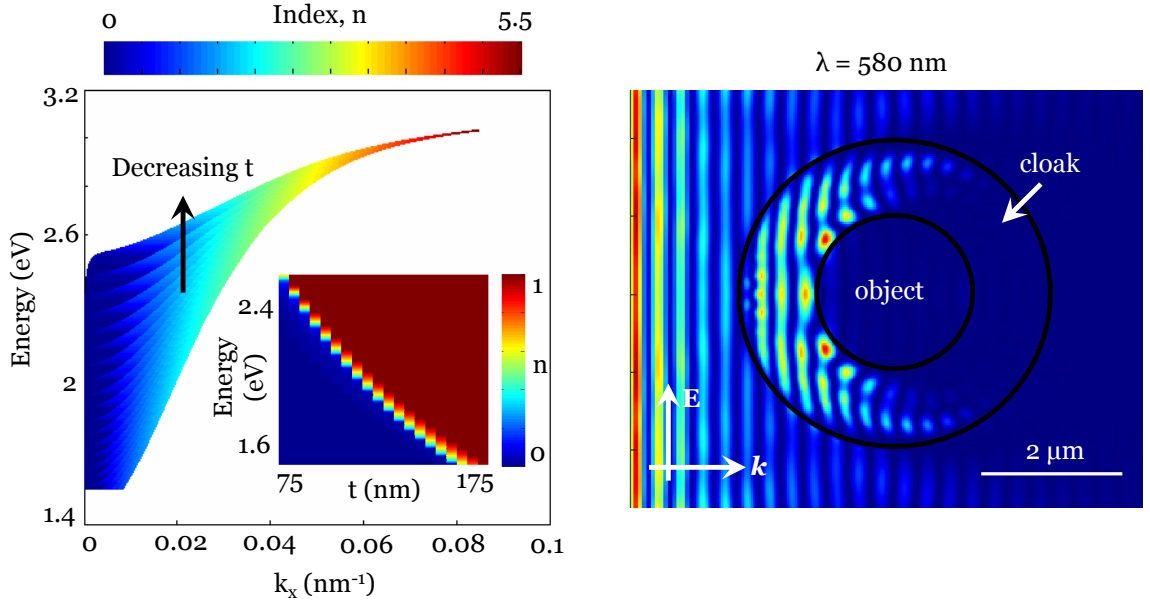 0
Index, n
5.5
3.2
2.6
2
1.4
Energy (eV)
Decreasing t
2.4
1.6
Energy
(eV)
75
t (nm)
175
1
n
0
0
0.02
0.04
0.06
0.08
0.1
kₓ (nm⁻¹)
λ = 580 nm
cloak
object
E
k
2 μm